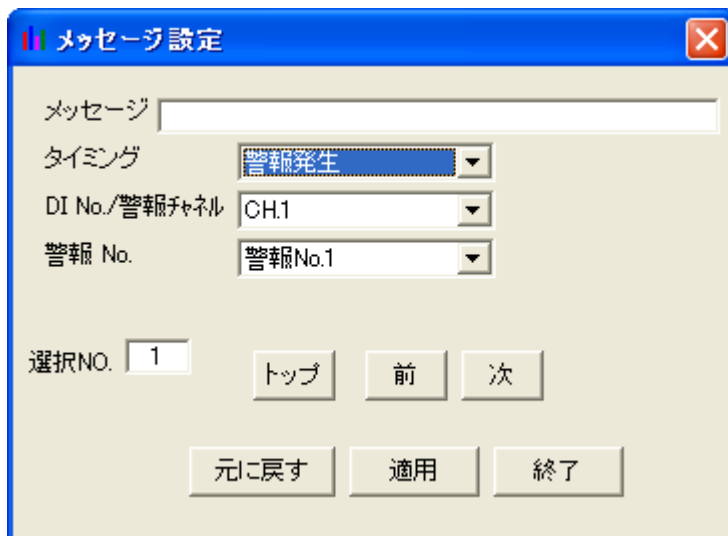 メッセージ設定
メッセージ
タイミング 警報発生
DI No./警報ﾁｬﾈﾙ CH.1
警報 No. 警報No.1
選択NO. 1
トップ 前 次
元に戻す 適用 終了